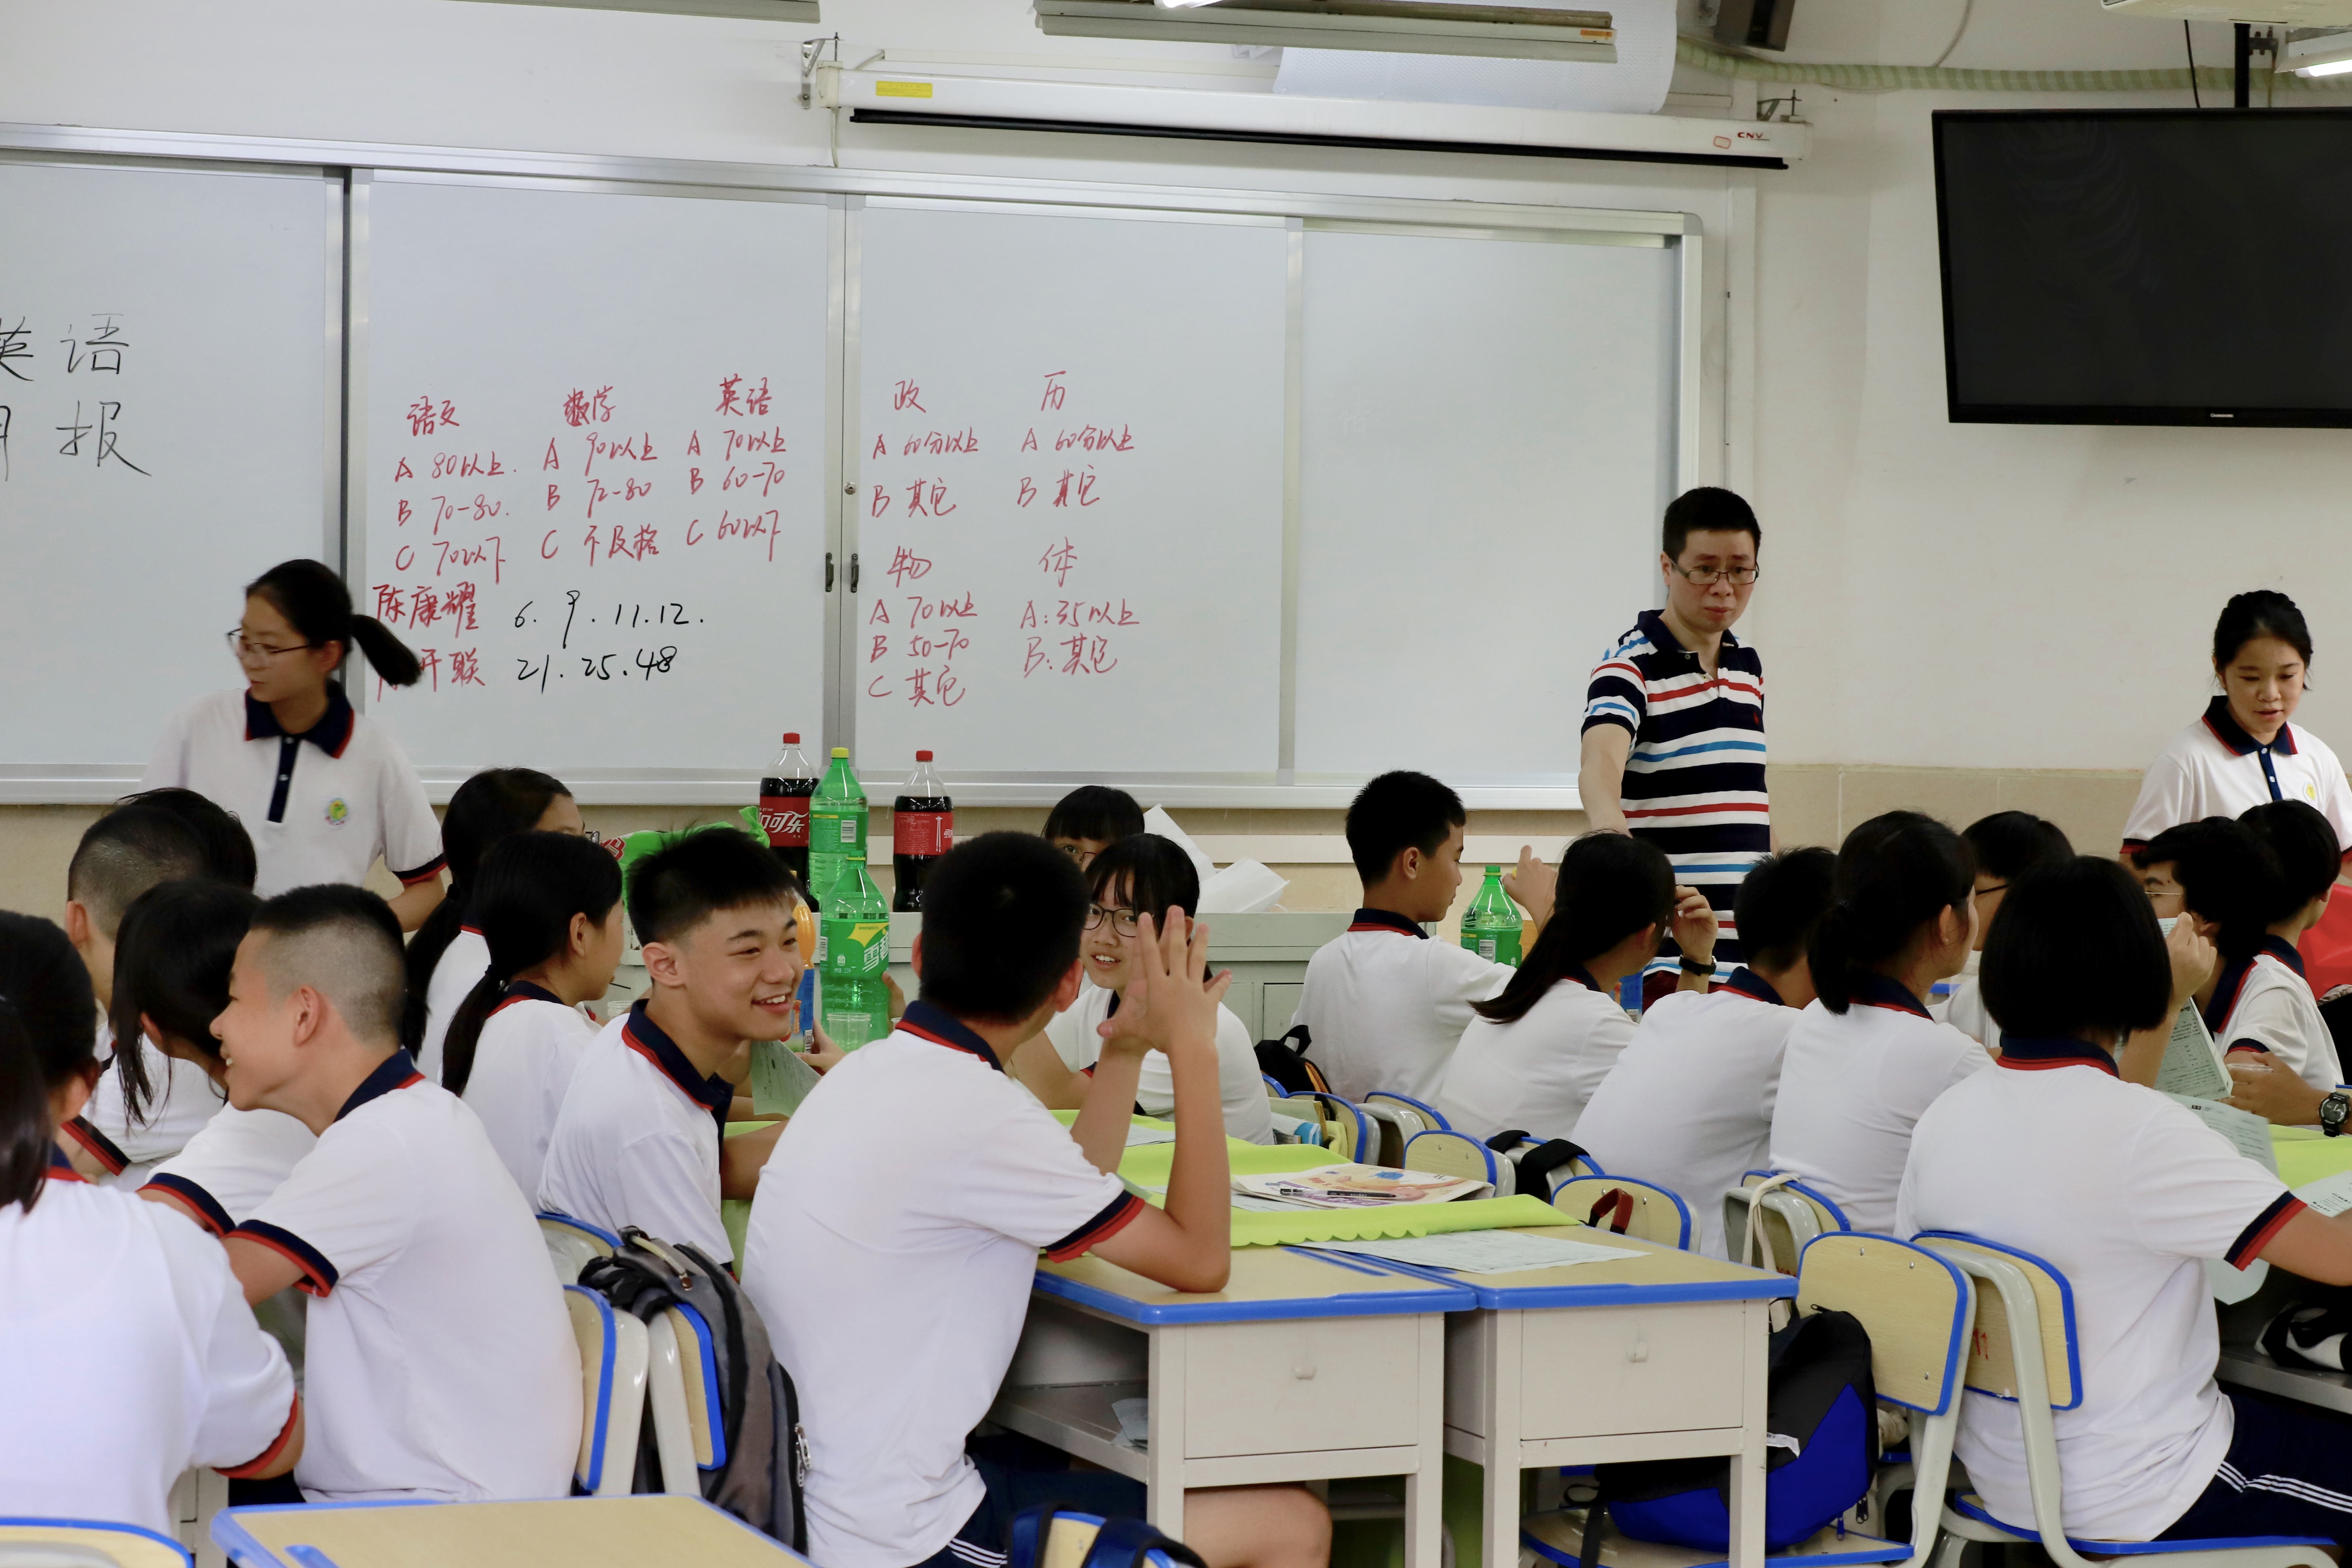 英语
报
语文
A 80以上.
B 70-80.
C 70以下
数学
A 90以上
B 72-80
C 不及格
英语
A 70以上
B 60-70
C 60以下
陈康耀 6. 9. 11. 12.
开联 21. 25. 48
政
A 60分以上
B 其它
历
A 60分以上
B 其它
物
A 70以上
B 50-70
C 其它
体
A: 35以上
B: 其它
CNV
CHANGHONG
可乐
雪碧